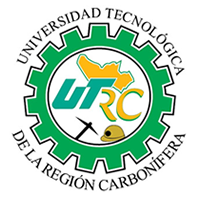 UNIVERSIDAD TECNOLÓGICA
UTRC
DE LA REGIÓN CARBONÍFERA